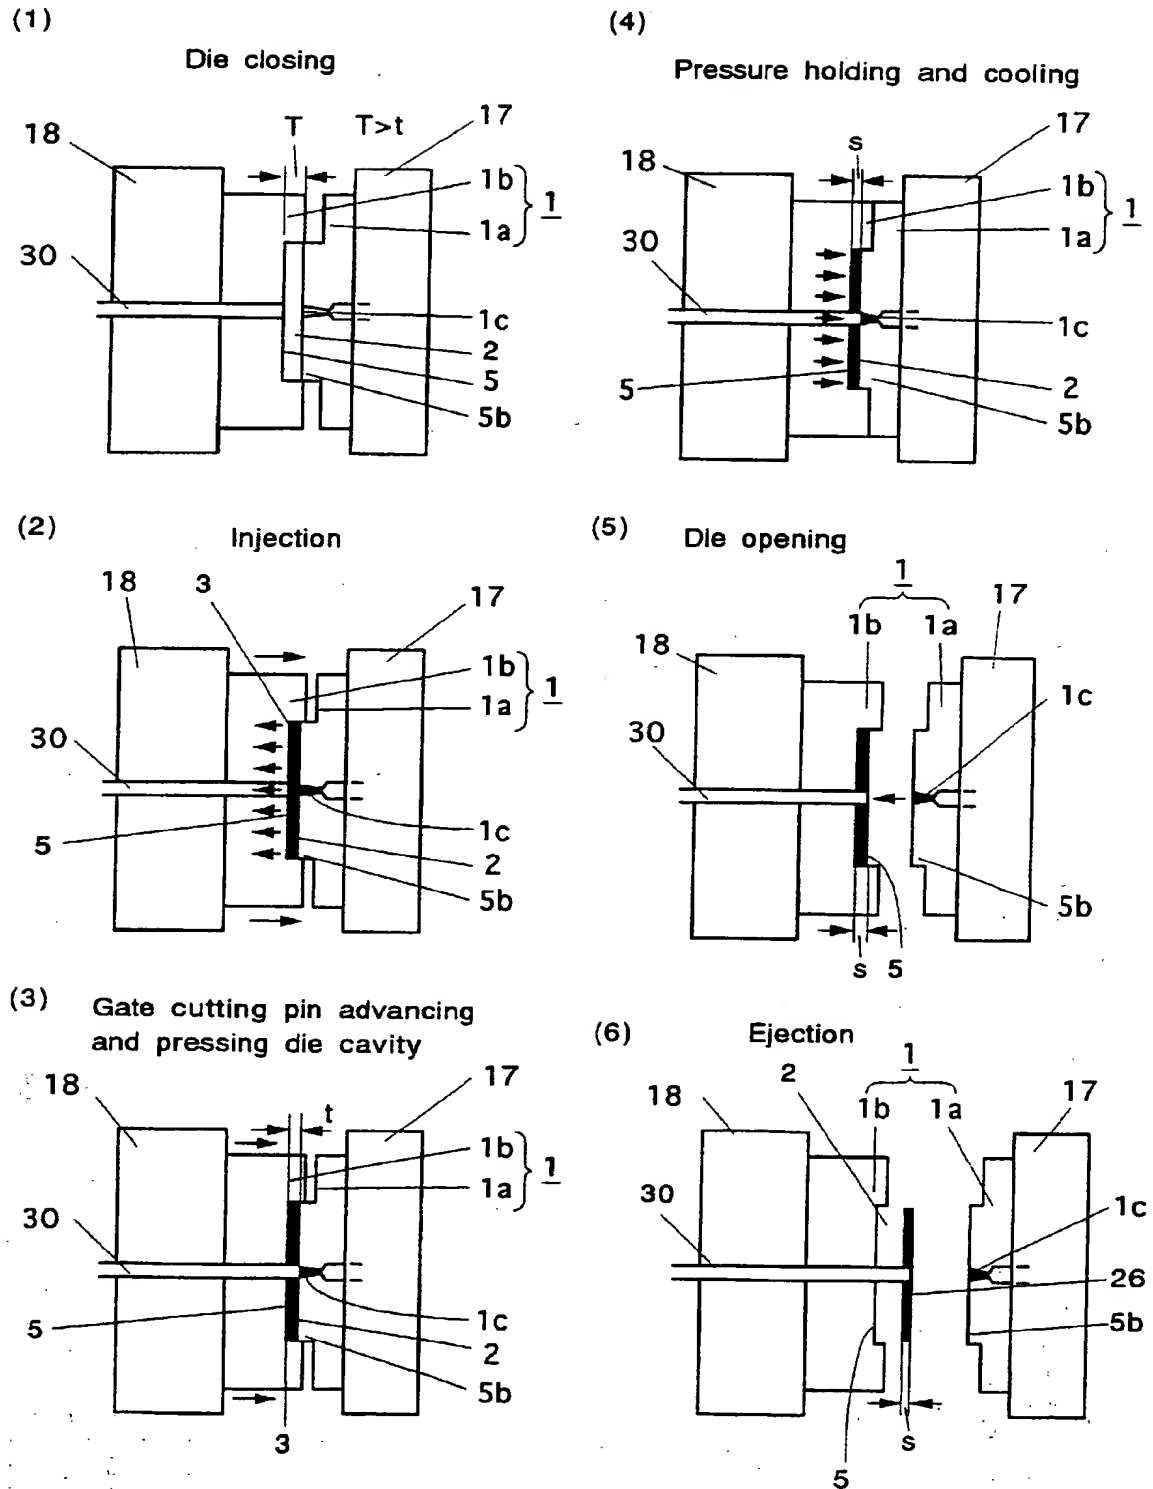 (1)
Die closing
T
T>t
17
18
1b
1
1a
30
1c
2
5
5b
(2)
Injection
18
3
17
1b
1
1a
30
1c
5
2
5b
(3)
Gate cutting pin advancing
and pressing die cavity
18
17
t
1b
1
1a
30
1c
5
2
5b
3
(4)
Pressure holding and cooling
17
s
18
1b
1
1a
30
1c
5
2
5b
(5)
Die opening
1
17
1b
1a
18
1c
30
5b
s
5
(6)
Ejection
1
2
17
18
1b
1a
30
1c
26
5b
s
5